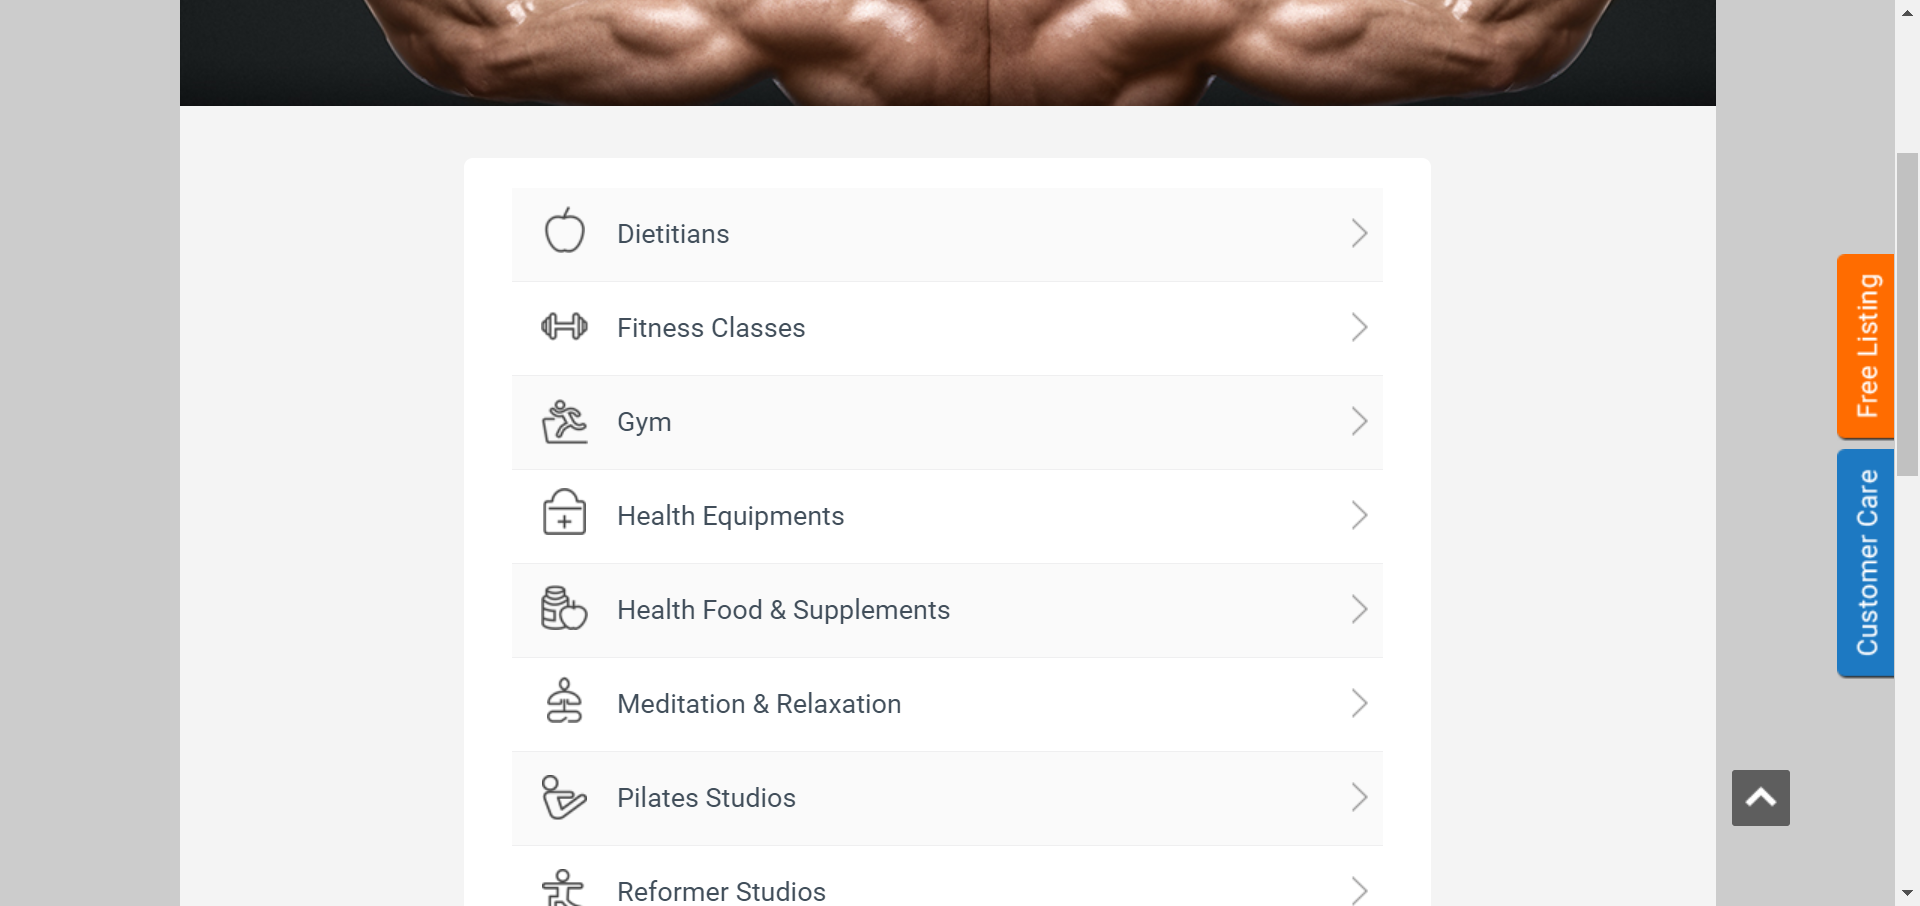 Dietitians
Fitness Classes
Gym
Health Equipments
Health Food & Supplements
Meditation & Relaxation
Pilates Studios
Reformer Studios
Free Listing
Customer Care